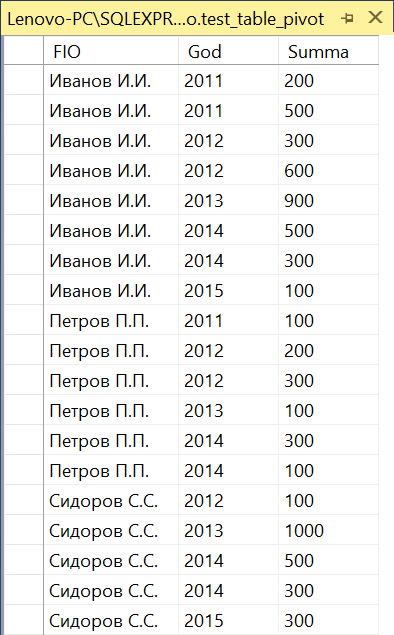 Lenovo-PC\SQLEXPR...o.test_table_pivot
FIO God Summa
Иванов И.И. 2011 200
Иванов И.И. 2011 500
Иванов И.И. 2012 300
Иванов И.И. 2012 600
Иванов И.И. 2013 900
Иванов И.И. 2014 500
Иванов И.И. 2014 300
Иванов И.И. 2015 100
Петров П.П. 2011 100
Петров П.П. 2012 200
Петров П.П. 2012 300
Петров П.П. 2013 100
Петров П.П. 2014 300
Петров П.П. 2014 100
Сидоров С.С. 2012 100
Сидоров С.С. 2013 1000
Сидоров С.С. 2014 500
Сидоров С.С. 2014 300
Сидоров С.С. 2015 300